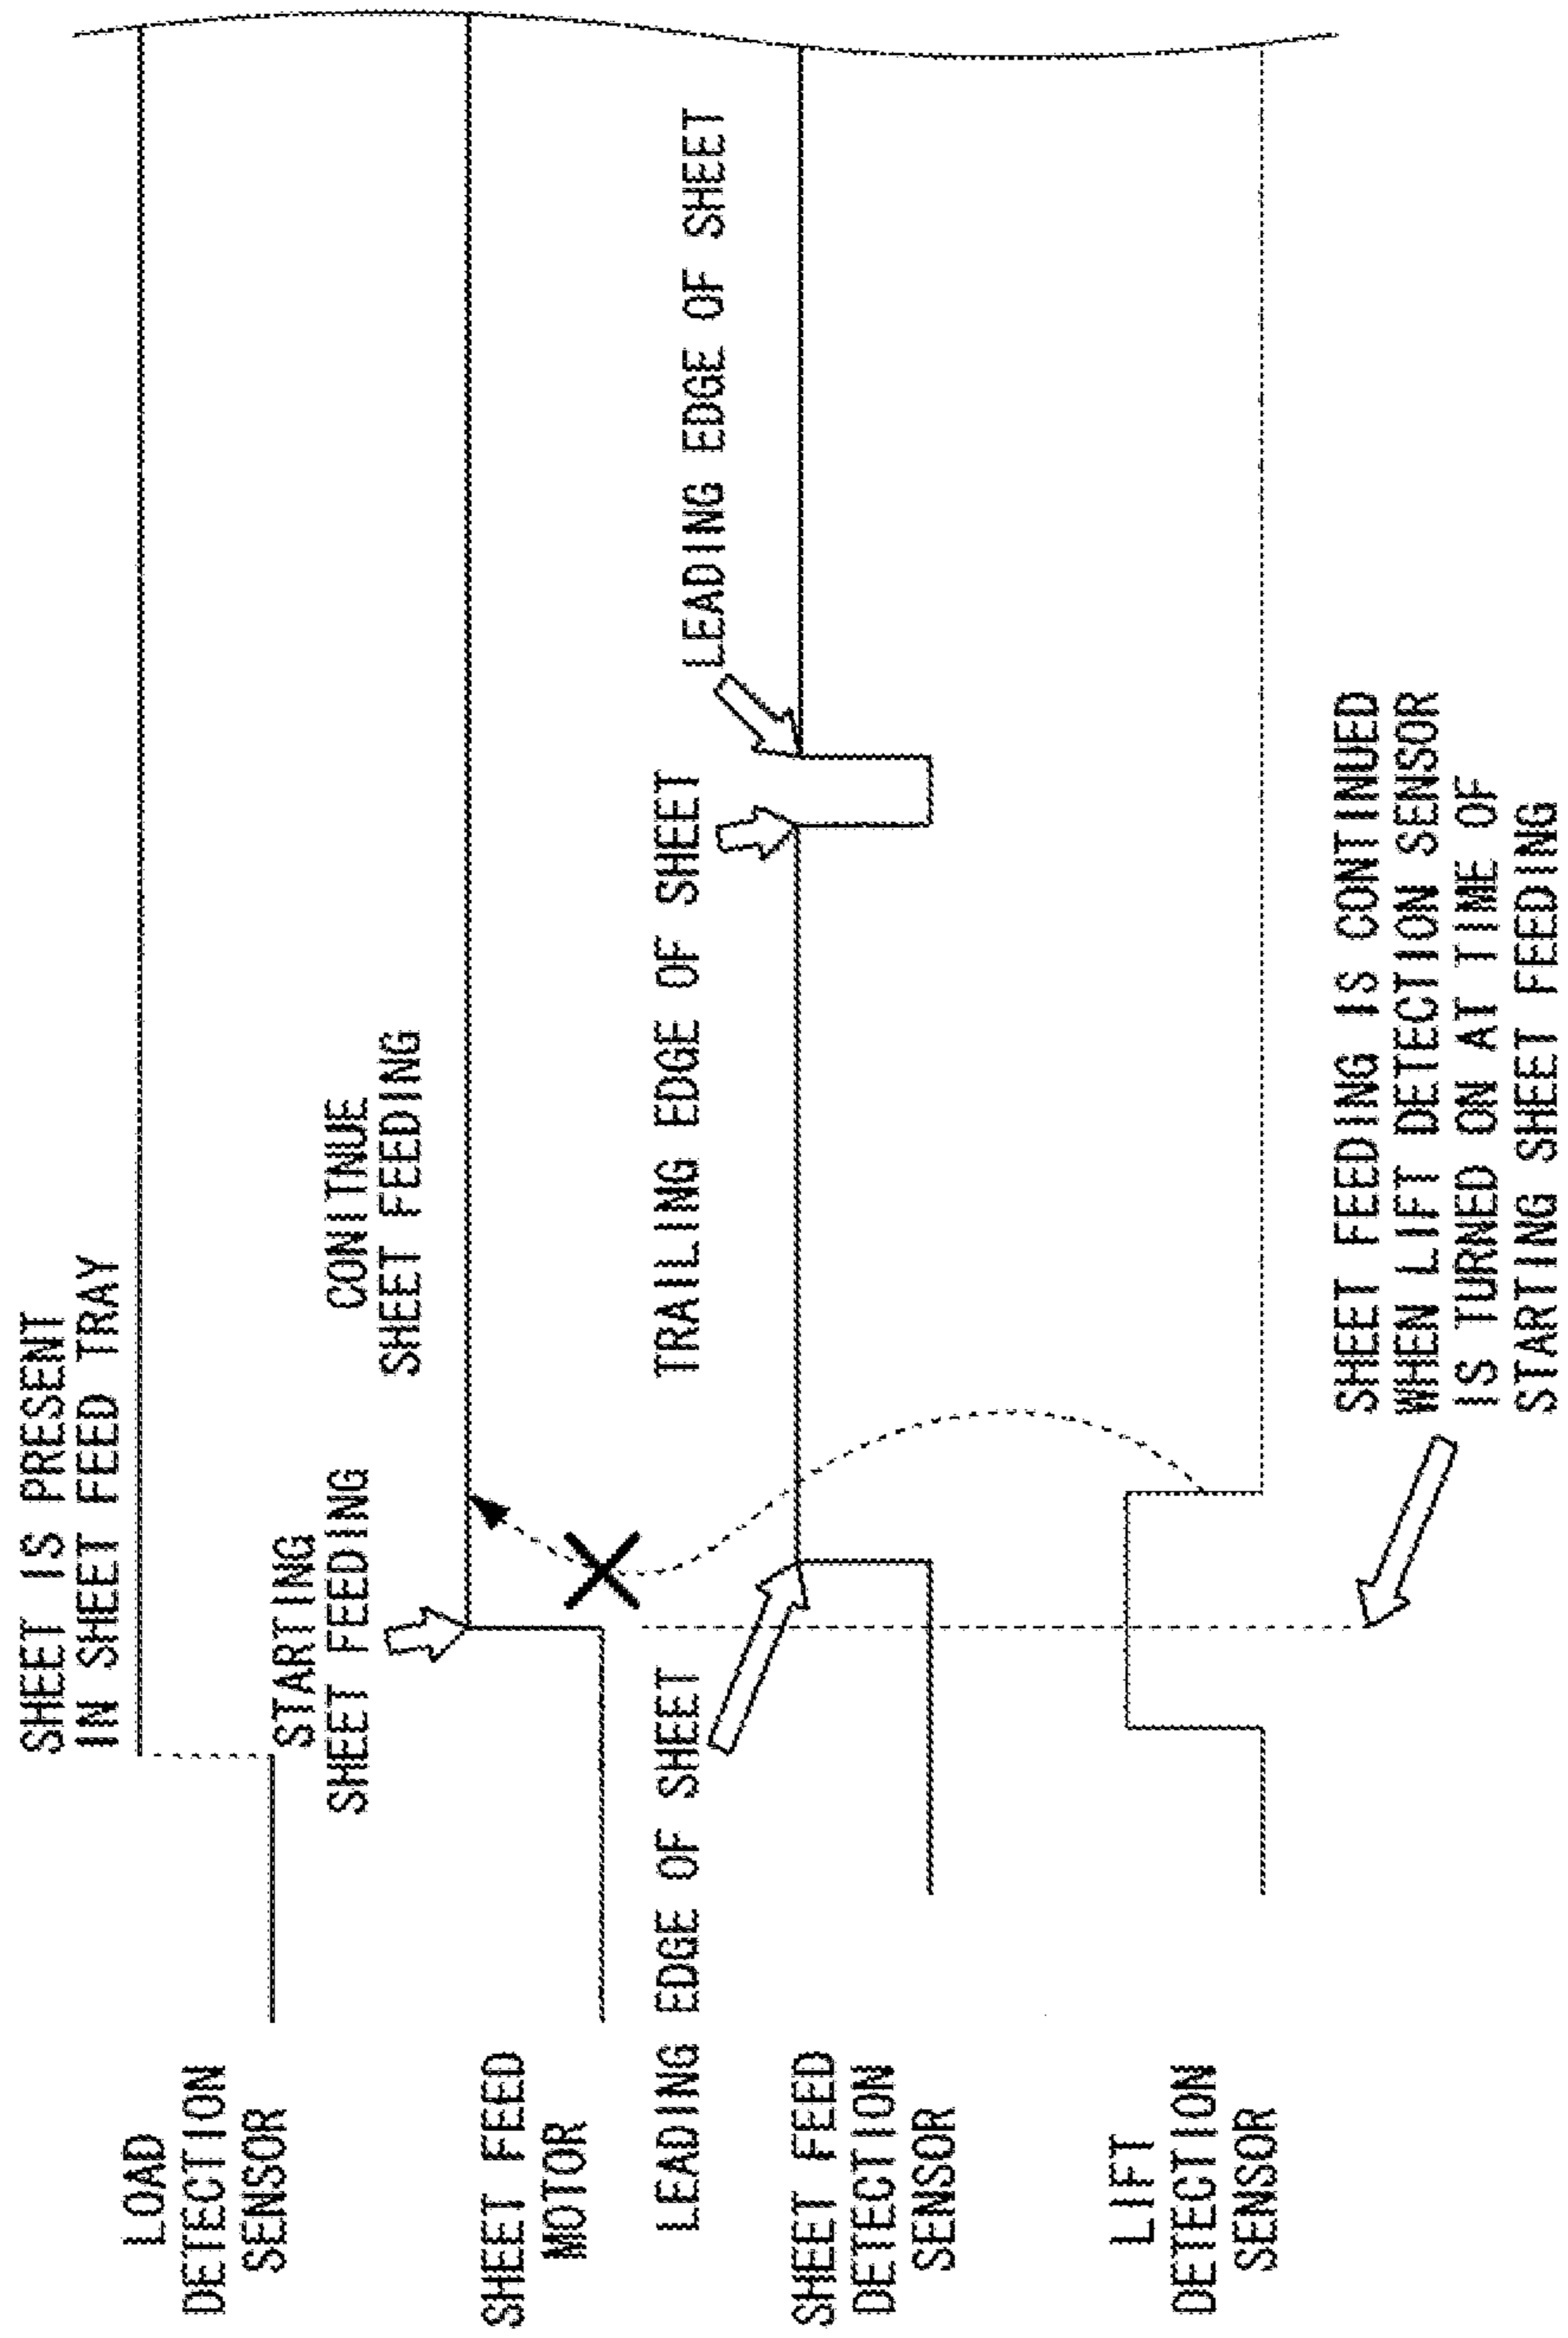 SHEET IS PRESENT
IN SHEET FEED TRAY
LOAD
DETECTION
SENSOR
STARTING
SHEET FEEDING
CONITNUE
SHEET FEEDING
SHEET FEED
MOTOR
LEADING EDGE OF SHEET
TRAILING EDGE OF SHEET
LEADING EDGE OF SHEET
SHEET FEED
DETECTION
SENSOR
LIFT
DETECTION
SENSOR
SHEET FEEDING IS CONTINUED
WHEN LIFT DETECTION SENSOR
IS TURNED ON AT TIME OF
STARTING SHEET FEEDING